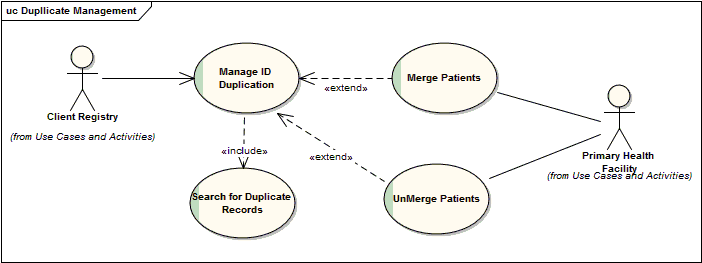 uc Dupllicate Management
Manage ID
Duplication
«extend»
Merge Patients
Client Registry
(from Use Cases and Activities)
«include»
«extend»
Primary Health
Facility
(from Use Cases and Activities)
Search for Duplicate
Records
UnMerge Patients